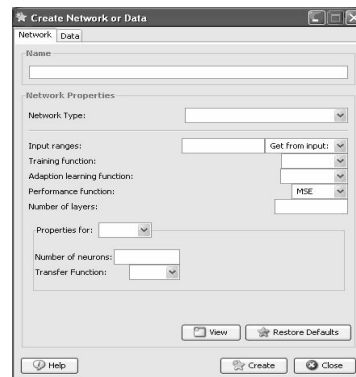 Create Network or Data
Network Data
Name
Network Properties
Network Type:
Input ranges: Get from input:
Training function:
Adaption learning function:
Performance function: MSE
Number of layers:
Properties for:
Number of neurons:
Transfer Function:
View Restore Defaults
Help Create Close